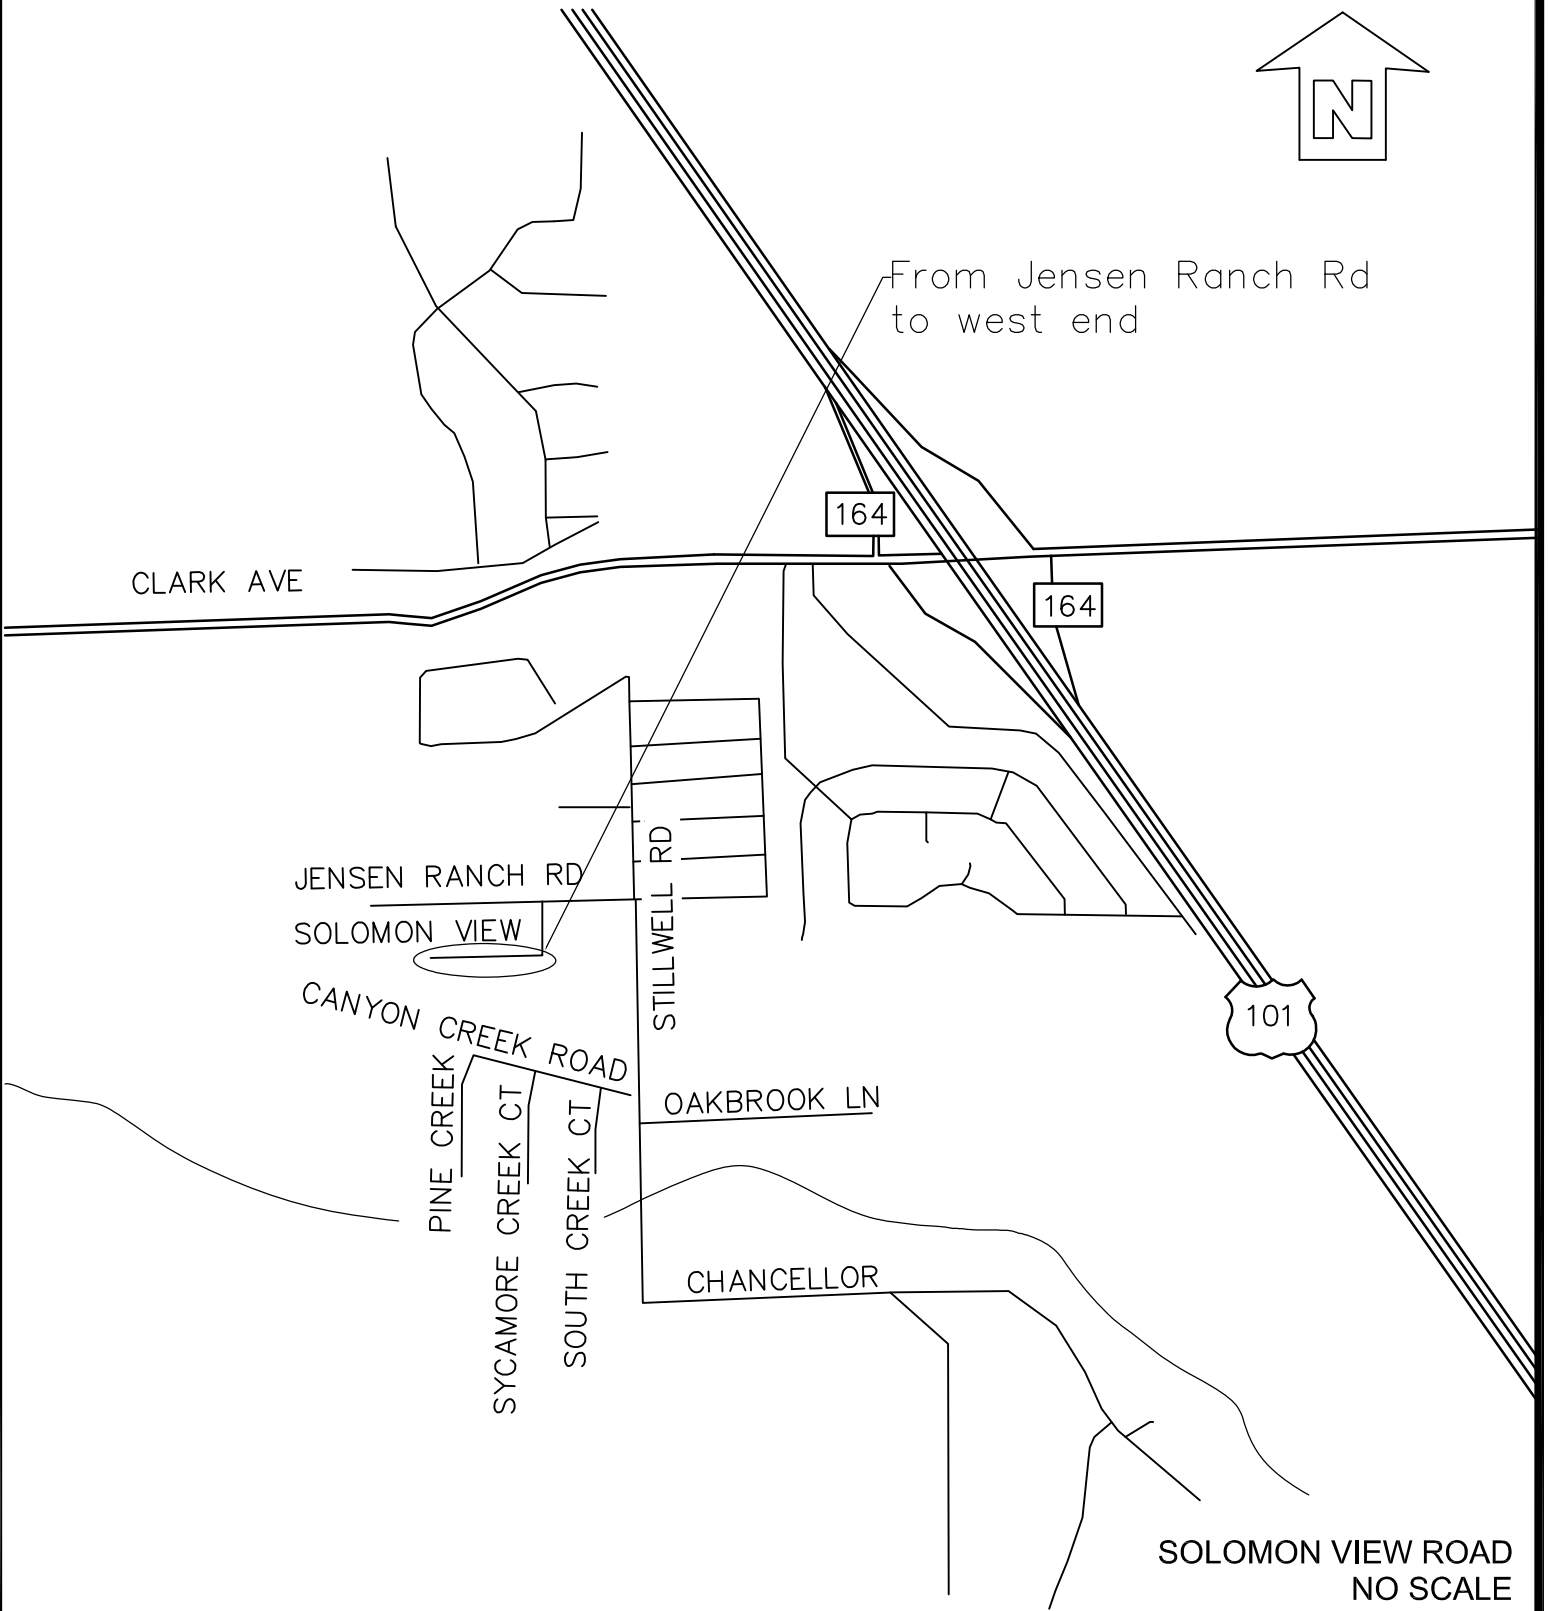 N
From Jensen Ranch Rd
to west end
164
CLARK AVE
164
JENSEN RANCH RD
SOLOMON VIEW
STILLWELL RD
CANYON CREEK ROAD
101
PINE CREEK
SYCAMORE CREEK CT
SOUTH CREEK CT
OAKBROOK LN
CHANCELLOR
SOLOMON VIEW ROAD
NO SCALE